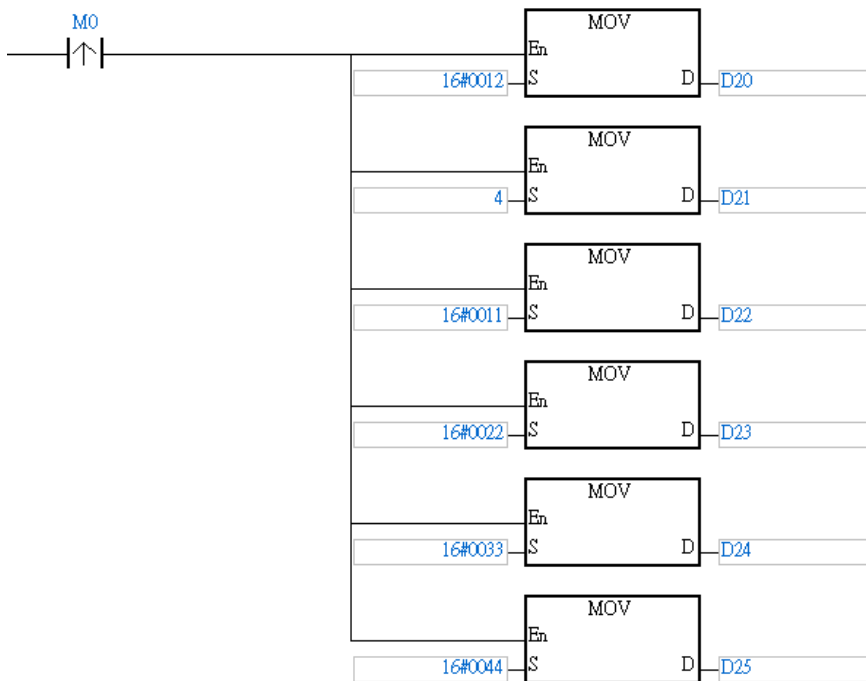 M0
MOV
En
16#0012 S D D20
MOV
En
4 S D D21
MOV
En
16#0011 S D D22
MOV
En
16#0022 S D D23
MOV
En
16#0033 S D D24
MOV
En
16#0044 S D D25